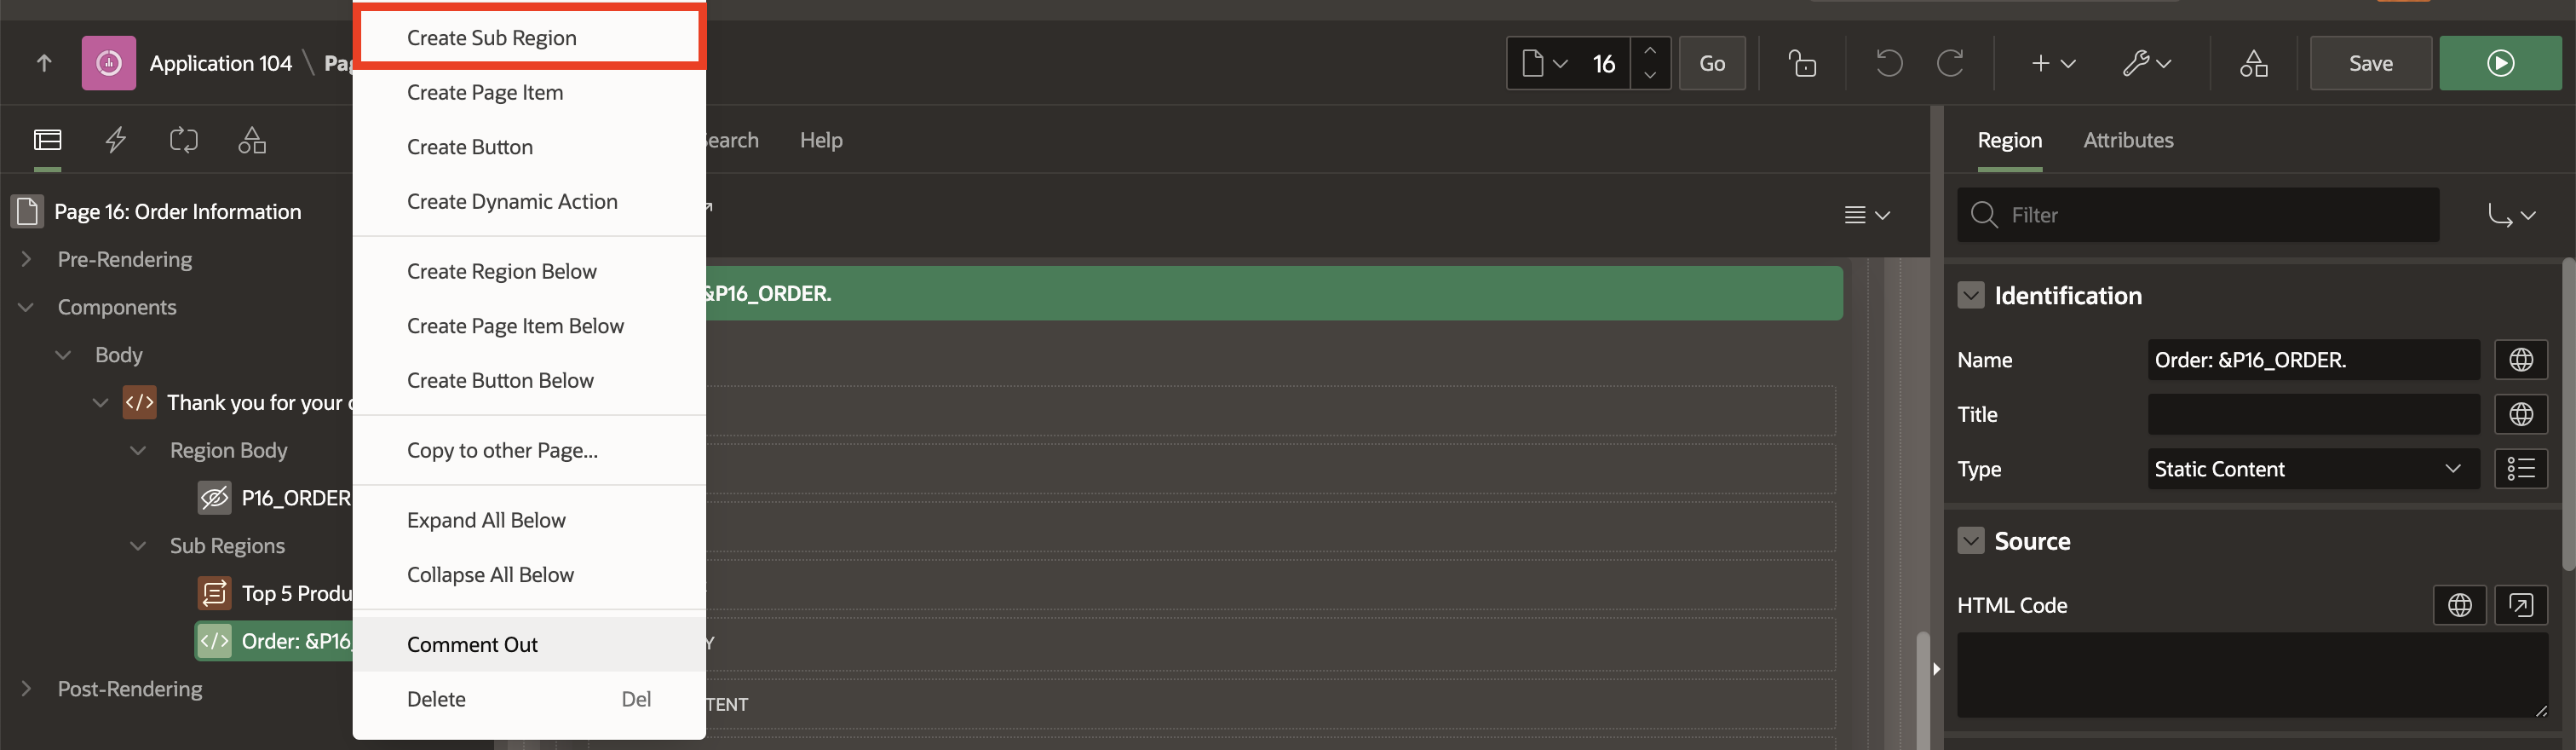 Application 104 \ Pag
16
Go
Save
Create Sub Region
Create Page Item
Create Button
Create Dynamic Action
Create Region Below
Create Page Item Below
Create Button Below
Copy to other Page...
Expand All Below
Collapse All Below
Comment Out
Delete Del
Page 16: Order Information
Pre-Rendering
Components
Body
Thank you for your
Region Body
P16_ORDER
Sub Regions
Top 5 Produ
Order: &P16_
Post-Rendering
Search
Help
&P16_ORDER.
Y
TENT
Region
Attributes
Filter
Identification
Name
Order: &P16_ORDER.
Title
Type
Static Content
Source
HTML Code